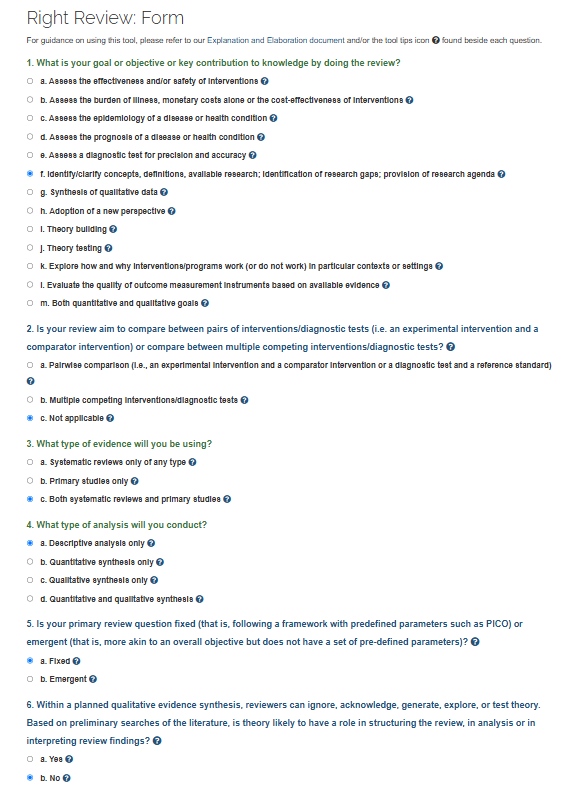 Right Review: Form
For guidance on using this tool, please refer to our Explanation and Elaboration document and/or the tool tips icon ? found beside each question.
1. What is your goal or objective or key contribution to knowledge by doing the review?
a. Assess the effectiveness and/or safety of interventions ?
b. Assess the burden of illness, monetary costs alone or the cost-effectiveness of interventions ?
c. Assess the epidemiology of a disease or health condition ?
d. Assess the prognosis of a disease or health condition ?
e. Assess a diagnostic test for precision and accuracy ?
f. Identify/clarify concepts, definitions, available research; identification of research gaps; provision of research agenda ?
g. Synthesis of qualitative data ?
h. Adoption of a new perspective ?
i. Theory building ?
j. Theory testing ?
k. Explore how and why interventions/programs work (or do not work) in particular contexts or settings ?
l. Evaluate the quality of outcome measurement instruments based on available evidence ?
m. Both quantitative and qualitative goals ?
2. Is your review aim to compare between pairs of interventions/diagnostic tests (i.e. an experimental intervention and a
comparator intervention) or compare between multiple competing interventions/diagnostic tests? ?
a. Pairwise comparison (i.e., an experimental intervention and a comparator intervention or a diagnostic test and a reference standard)
?
b. Multiple competing interventions/diagnostic tests ?
c. Not applicable ?
3. What type of evidence will you be using?
a. Systematic reviews only of any type ?
b. Primary studies only ?
c. Both systematic reviews and primary studies ?
4. What type of analysis will you conduct?
a. Descriptive analysis only ?
b. Quantitative synthesis only ?
c. Qualitative synthesis only ?
d. Quantitative and qualitative synthesis ?
5. Is your primary review question fixed (that is, following a framework with predefined parameters such as PICO) or
emergent (that is, more akin to an overall objective but does not have a set of pre-defined parameters)? ?
a. Fixed ?
b. Emergent ?
6. Within a planned qualitative evidence synthesis, reviewers can ignore, acknowledge, generate, explore, or test theory.
Based on preliminary searches of the literature, is theory likely to have a role in structuring the review, in analysis or in
interpreting review findings? ?
a. Yes ?
b. No ?